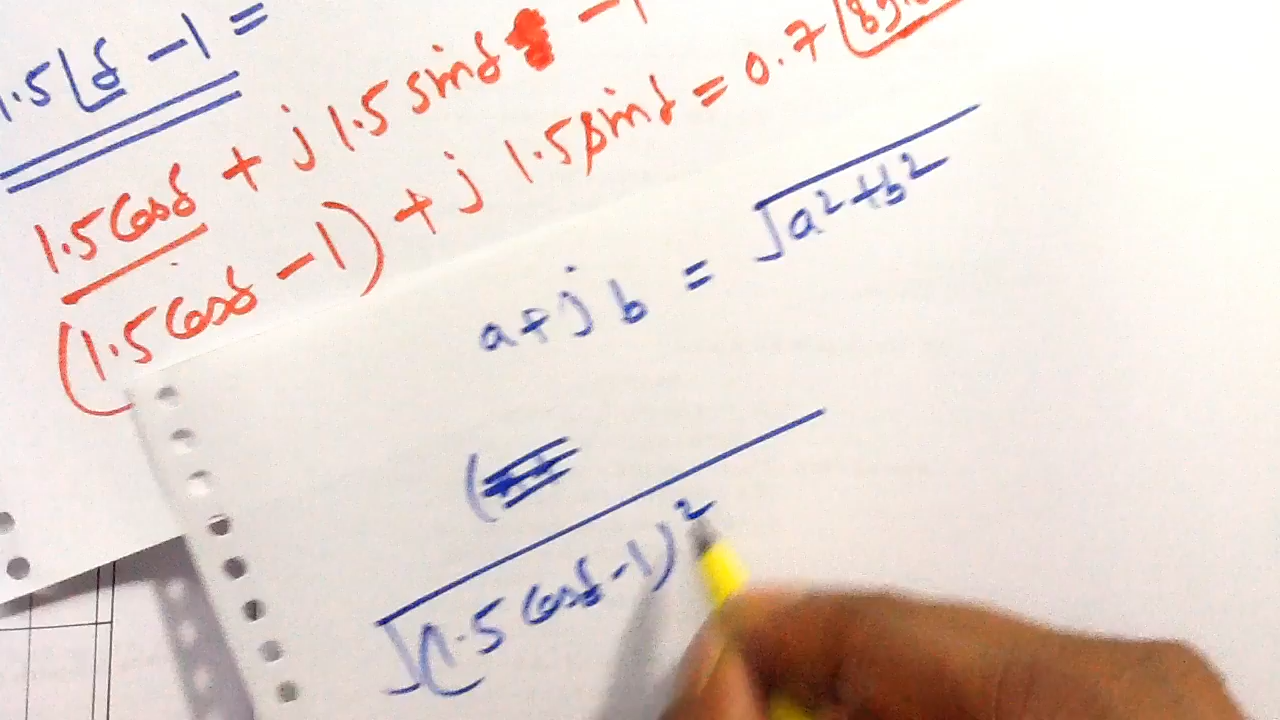 1.5∠δ - 1 =
1.5 cosδ + j 1.5 sinδ - 1
(1.5 cosδ - 1) + j 1.5 sinδ = 0.7
a + j b = √a²+b²
(
√(1.5 cosδ - 1)²